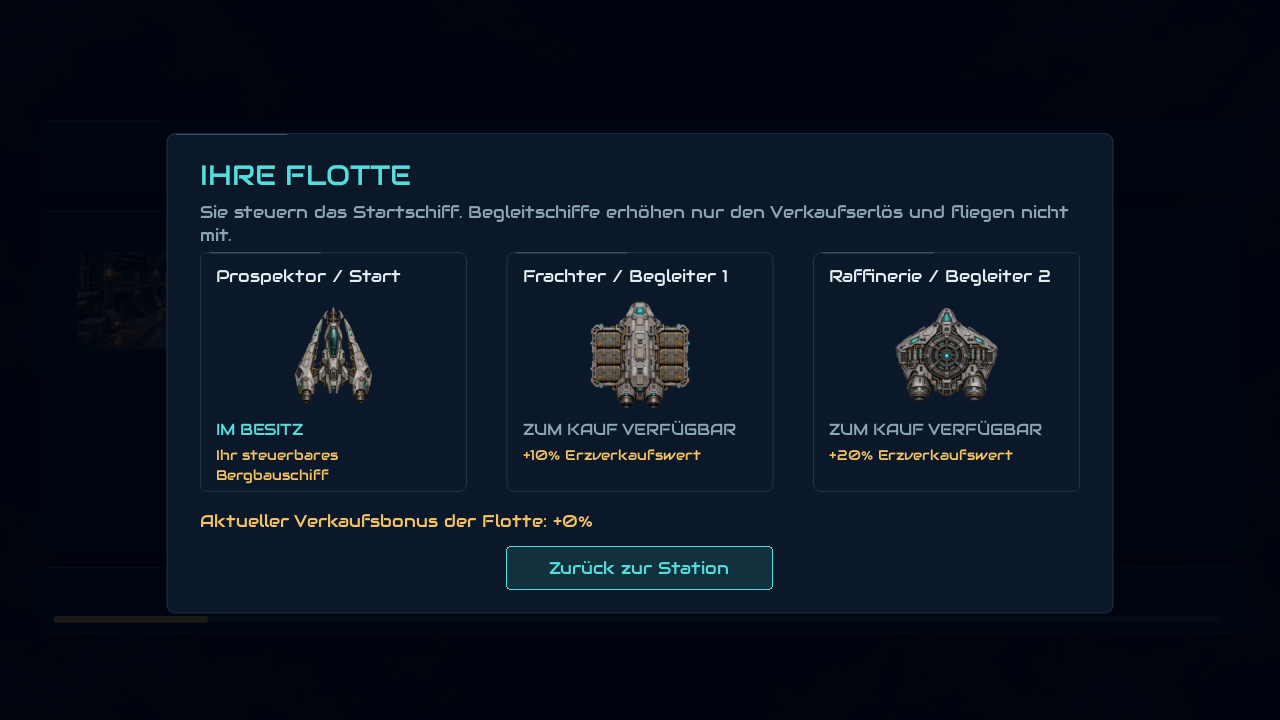 IHRE FLOTTE
Sie steuern das Startschiff. Begleitschiffe erhöhen nur den Verkaufserlös und fliegen nicht
mit.
Prospektor / Start
Frachter / Begleiter 1
Raffinerie / Begleiter 2
IM BESITZ
ZUM KAUF VERFÜGBAR
ZUM KAUF VERFÜGBAR
Ihr steuerbares
Bergbauschiff
+10% Erzverkaufswert
+20% Erzverkaufswert
Aktueller Verkaufsbonus der Flotte: +0%
Zurück zur Station